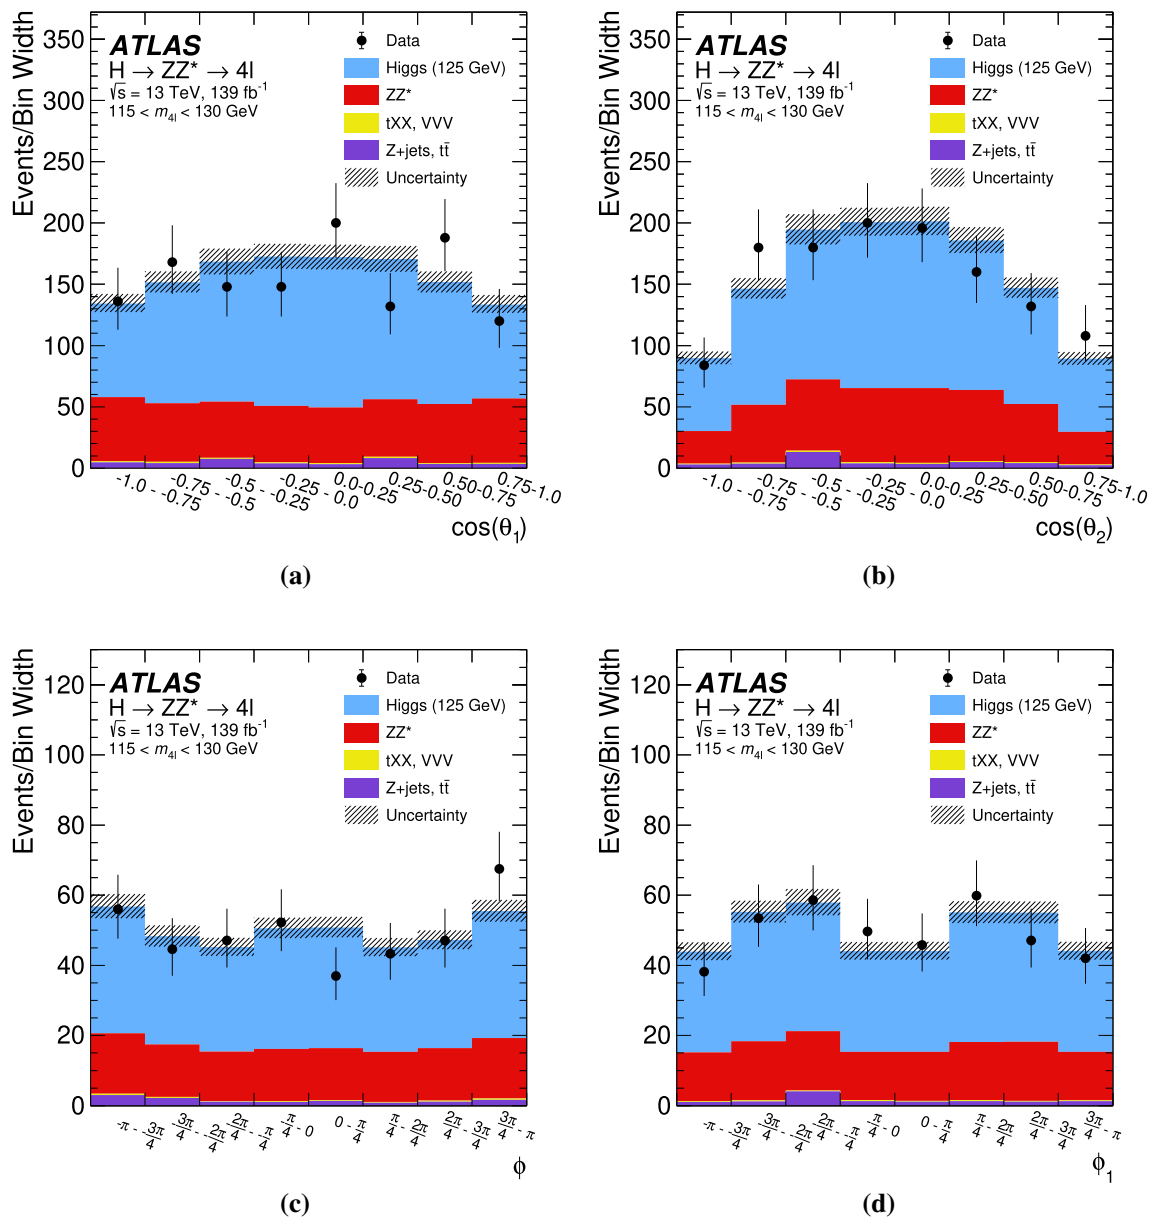 Events/Bin Width
350
300
250
200
150
100
50
0
ATLAS
H → ZZ* → 4l
√s = 13 TeV, 139 fb⁻¹
115 < m₄ₗ < 130 GeV
Data
Higgs (125 GeV)
ZZ*
tXX, VVV
Z+jets, tt̄
Uncertainty
-1.0 - -0.75
-0.75 - -0.5
-0.5 - -0.25
-0.25 - 0.0
0.0-0.25
0.25-0.50
0.50-0.75
0.75-1.0
cos(θ₁)
(a)
Events/Bin Width
350
300
250
200
150
100
50
0
ATLAS
H → ZZ* → 4l
√s = 13 TeV, 139 fb⁻¹
115 < m₄ₗ < 130 GeV
Data
Higgs (125 GeV)
ZZ*
tXX, VVV
Z+jets, tt̄
Uncertainty
-1.0 - -0.75
-0.75 - -0.5
-0.5 - -0.25
-0.25 - 0.0
0.0-0.25
0.25-0.50
0.50-0.75
0.75-1.0
cos(θ₂)
(b)
Events/Bin Width
120
100
80
60
40
20
0
ATLAS
H → ZZ* → 4l
√s = 13 TeV, 139 fb⁻¹
115 < m₄ₗ < 130 GeV
Data
Higgs (125 GeV)
ZZ*
tXX, VVV
Z+jets, tt̄
Uncertainty
-π - -3π/4
-3π/4 - -2π/4
-2π/4 - -π/4
-π/4 - 0
0 - π/4
π/4 - 2π/4
2π/4 - 3π/4
3π/4 - π
ϕ
(c)
Events/Bin Width
120
100
80
60
40
20
0
ATLAS
H → ZZ* → 4l
√s = 13 TeV, 139 fb⁻¹
115 < m₄ₗ < 130 GeV
Data
Higgs (125 GeV)
ZZ*
tXX, VVV
Z+jets, tt̄
Uncertainty
-π - -3π/4
-3π/4 - -2π/4
-2π/4 - -π/4
-π/4 - 0
0 - π/4
π/4 - 2π/4
2π/4 - 3π/4
3π/4 - π
ϕ₁
(d)